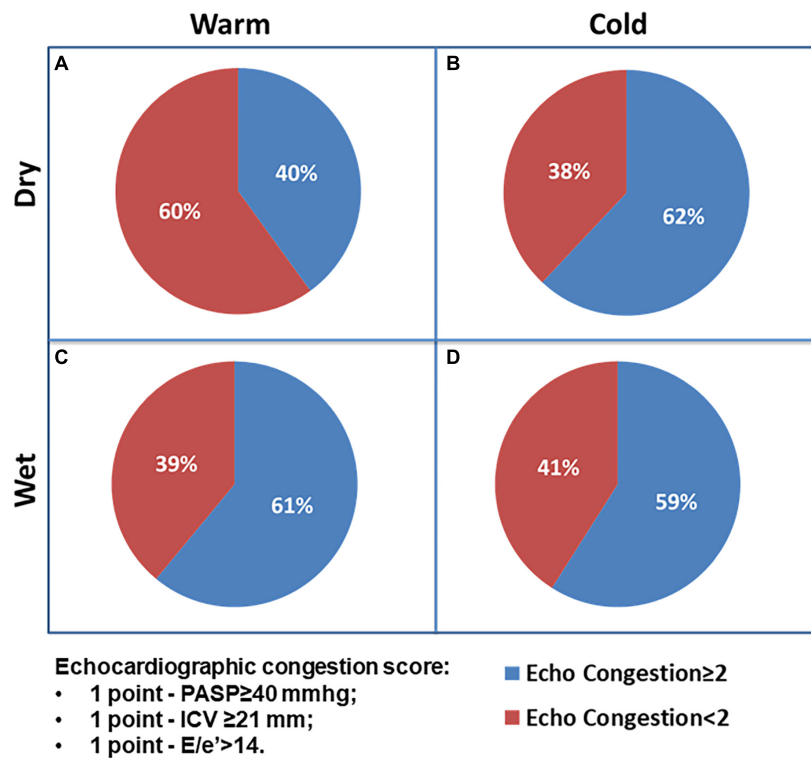 Warm
Cold
Dry
A
40%
60%
B
38%
62%
Wet
C
39%
61%
D
41%
59%
Echocardiographic congestion score:
• 1 point - PASP≥40 mmhg;
• 1 point - ICV ≥21 mm;
• 1 point - E/e'>14.
Echo Congestion≥2
Echo Congestion<2